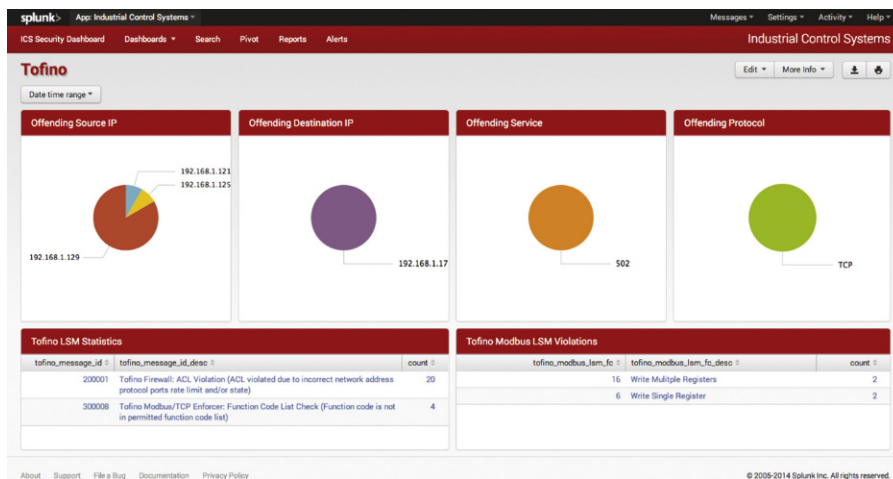 splunk> App: Industrial Control Systems Messages Settings Activity Help
ICS Security Dashboard Dashboards Search Pivot Reports Alerts Industrial Control Systems
Tofino Edit More Info
Date time range
Offending Source IP
192.168.1.121
192.168.1.125
192.168.1.129
Offending Destination IP
192.168.1.17
Offending Service
502
Offending Protocol
TCP
Tofino LSM Statistics
tofino_message_id tofino_message_id_desc count
200001 Tofino Firewall: ACL Violation (ACL violated due to incorrect network address 20
protocol ports rate limit and/or state)
300008 Tofino Modbus/TCP Enforcer: Function Code List Check (Function code is not 4
in permitted function code list)
Tofino Modbus LSM Violations
tofino_modbus_lsm_fc tofino_modbus_lsm_fc_desc count
16 Write Mulitple Registers 2
6 Write Single Register 2
About Support File a Bug Documentation Privacy Policy © 2005-2014 Splunk Inc. All rights reserved.